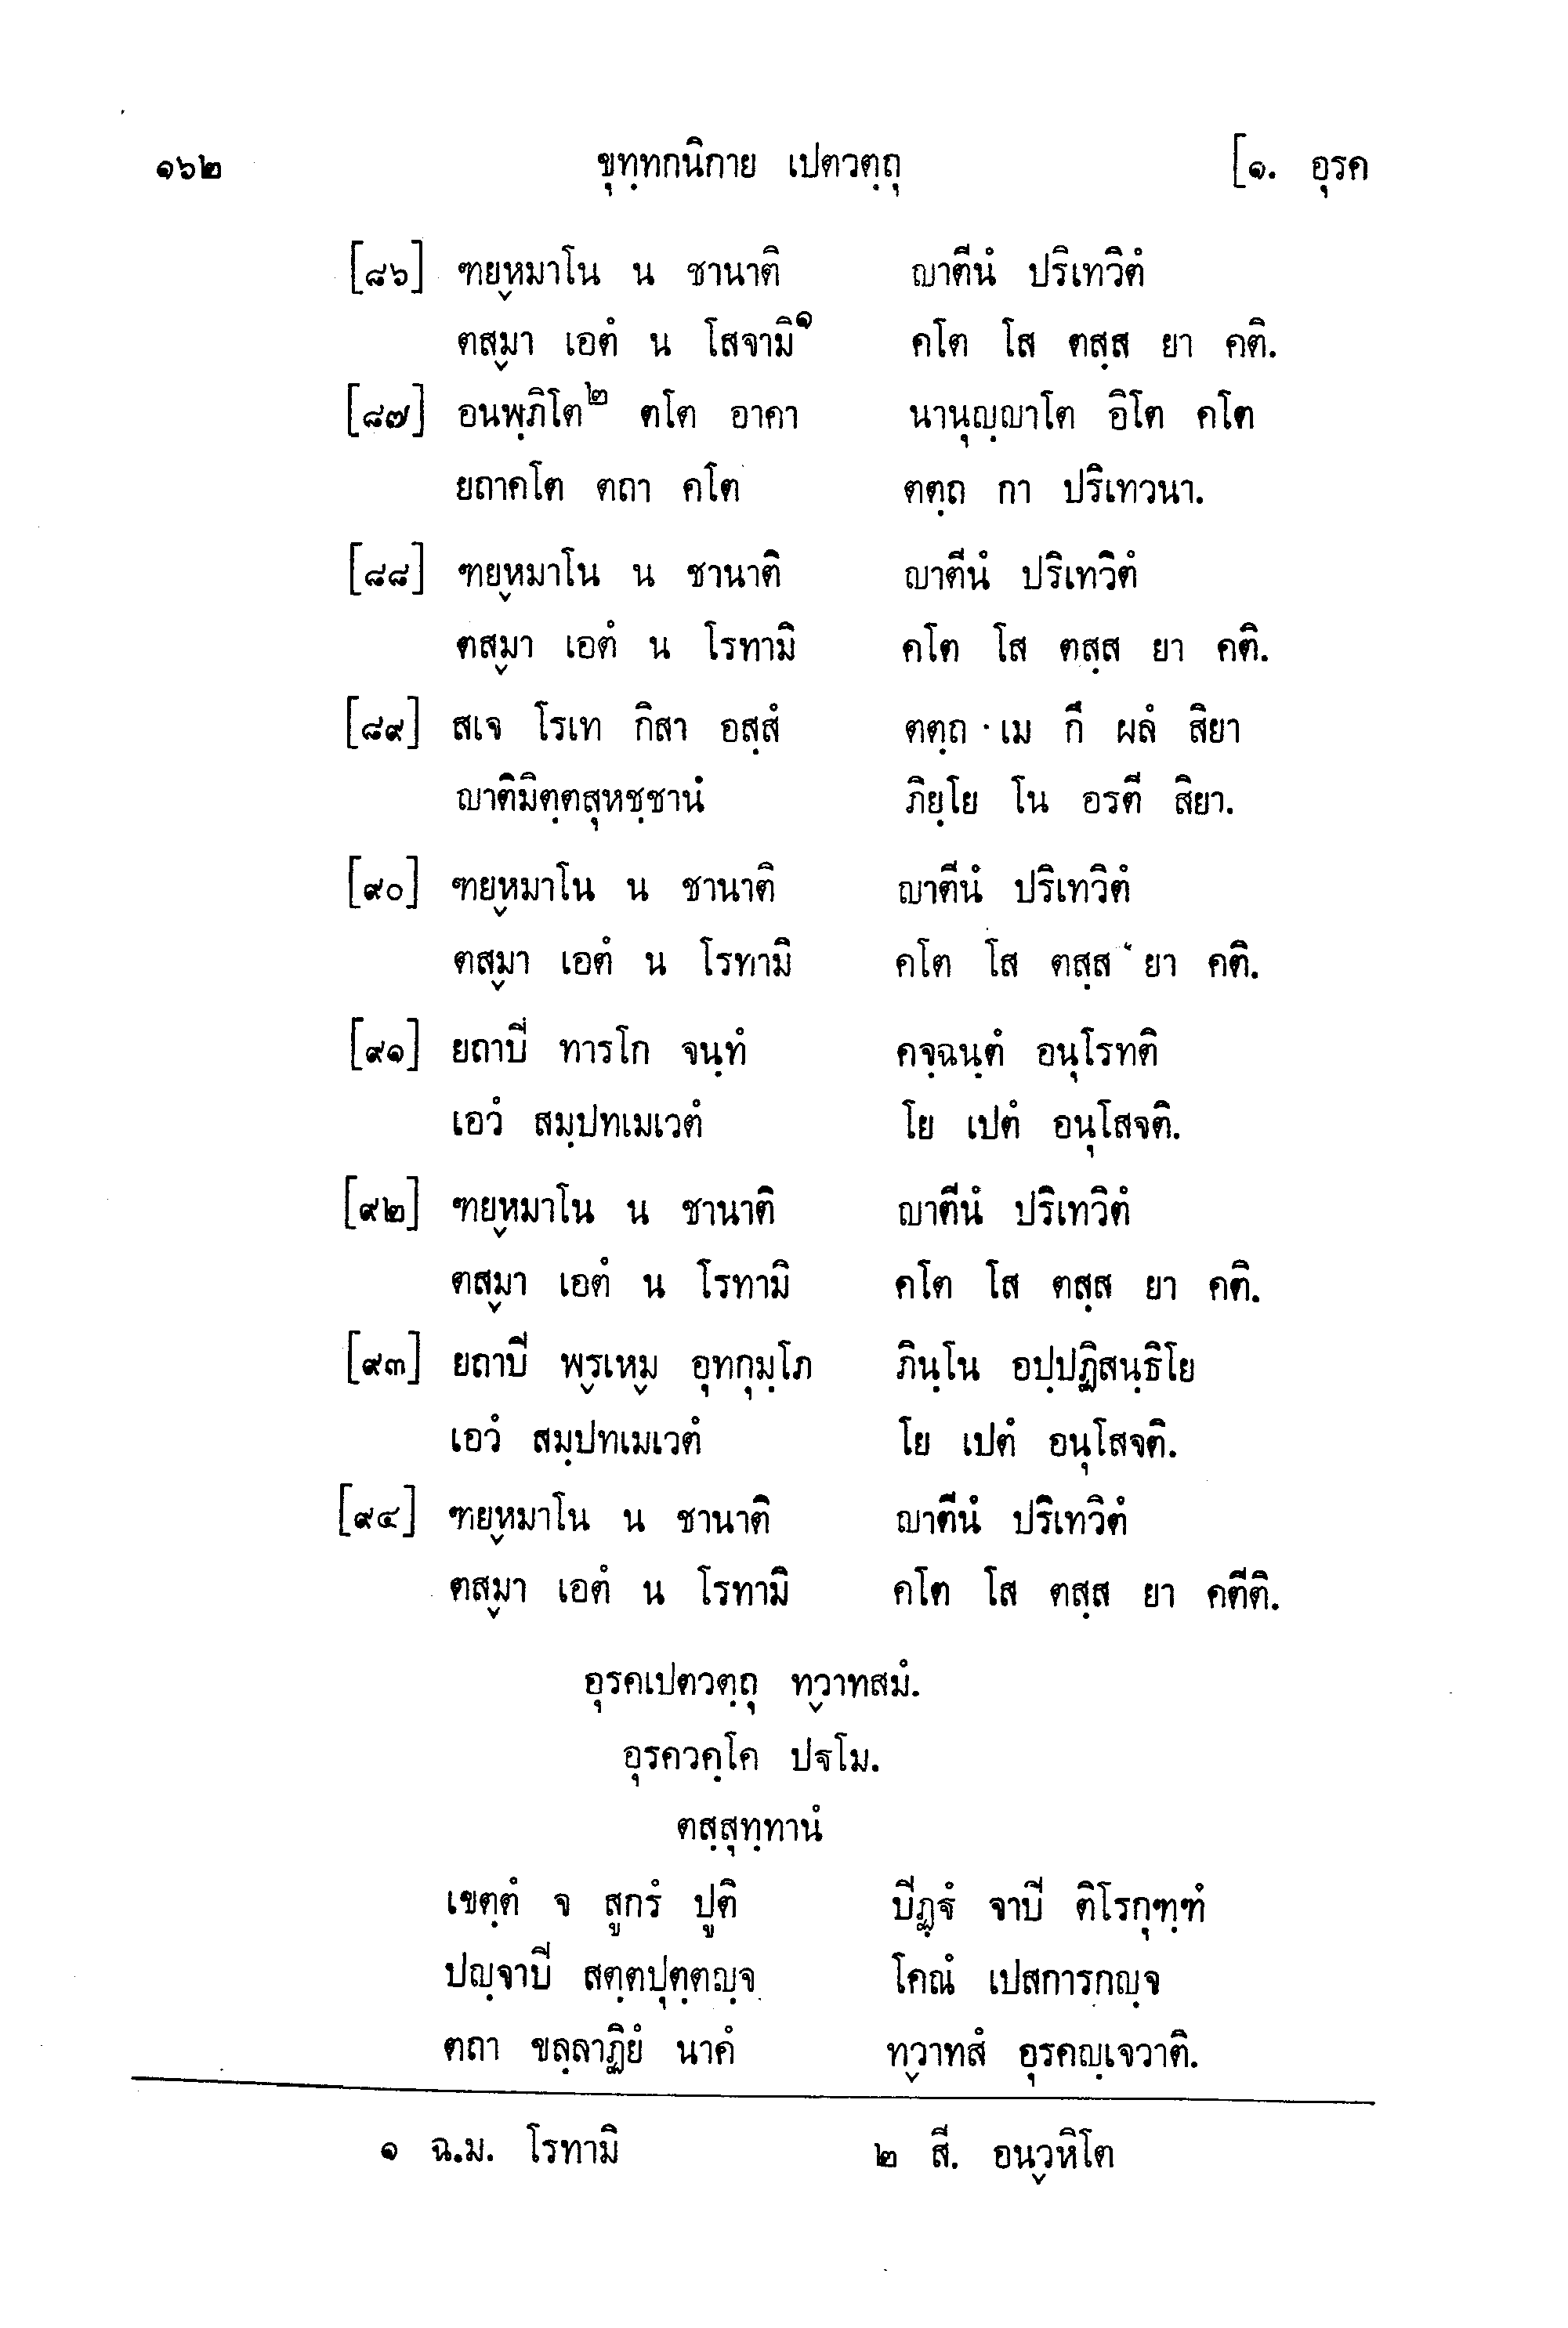 ๑๖๒ ขุทฺทกนิกาย เปตวตฺถุ [๑. อุรค
[๘๖] ฑย๎หมาโน น ชานาติ ญาตีนํ ปริเทวิตํ
ตส๎มา เอตํ น โสจามิ๑ คโต โส ตสฺส ยา คติ.
[๘๗] อนพฺภิโต๒ ตโต อาคา นานุญฺญาโต อิโต คโต
ยถาคโต ตถา คโต ตตฺถ กา ปริเทวนา.
[๘๘] ฑย๎หมาโน น ชานาติ ญาตีนํ ปริเทวิตํ
ตส๎มา เอตํ น โรทามิ คโต โส ตสฺส ยา คติ.
[๘๙] สเจ โรเท กิสา อสฺสํ ตตฺถ เม กึ ผลํ สิยา
ญาติมิตฺตสุหชฺชานํ ภิยฺโย โน อรตี สิยา.
[๙๐] ฑย๎หมาโน น ชานาติ ญาตีนํ ปริเทวิตํ
ตส๎มา เอตํ น โรทามิ คโต โส ตสฺส ยา คติ.
[๙๑] ยถาปิ ทารโก จนฺทํ คจฺฉนฺตํ อนุโรทติ
เอวํ สมฺปทเมเวตํ โย เปตํ อนุโสจติ.
[๙๒] ฑย๎หมาโน น ชานาติ ญาตีนํ ปริเทวิตํ
ตส๎มา เอตํ น โรทามิ คโต โส ตสฺส ยา คติ.
[๙๓] ยถาปิ พ๎รเห๎ม อุทกุมฺโภ ภินฺโน อปฺปฏิสนฺธิโย
เอวํ สมฺปทเมเวตํ โย เปตํ อนุโสจติ.
[๙๔] ฑย๎หมาโน น ชานาติ ญาตีนํ ปริเทวิตํ
ตส๎มา เอตํ น โรทามิ คโต โส ตสฺส ยา คตีติ.
อุรคเปตวตฺถุ ท๎วาทสมํ.
อุรควคฺโค ปฐโม.
ตสฺสุทฺทานํ
เขตฺตํ จ สูกรํ ปูติ ปิฏฺฐํ จาปิ ติโรกุฑฺฑํ
ปญฺจาปิ สตฺตปุตฺตญฺจ โคณํ เปสการกญฺจ
ตถา ขลฺลาฏิยํ นาคํ ท๎วาทสํ อุรคญฺเจวาติ.
๑ ฉ.ม. โรทามิ ๒ สี. อนว๎หิโต